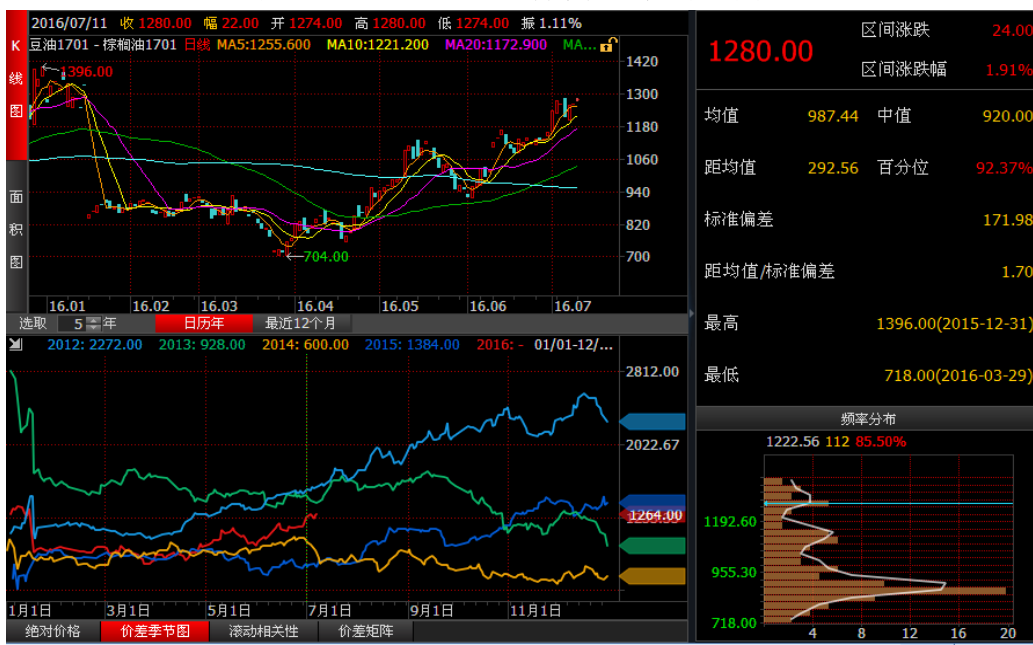 2016/07/11 收 1280.00 幅 22.00 开 1274.00 高 1280.00 低 1274.00 振 1.11%
豆油1701 - 棕榈油1701 日线 MA5:1255.600 MA10:1221.200 MA20:1172.900 MA...
K线图
面积图
1396.00
704.00
1420
1300
1180
1060
940
820
700
16.01 16.02 16.03 16.04 16.05 16.06 16.07
选取 5 年 日历年 最近12个月
2012: 2272.00 2013: 928.00 2014: 600.00 2015: 1384.00 2016: - 01/01-12/...
2812.00
2022.67
1264.00
1月1日 3月1日 5月1日 7月1日 9月1日 11月1日
绝对价格 价差季节图 滚动相关性 价差矩阵
1280.00
区间涨跌 24.00
区间涨跌幅 1.91%
均值 987.44 中值 920.00
距均值 292.56 百分位 92.37%
标准偏差 171.98
距均值/标准偏差 1.70
最高 1396.00(2015-12-31)
最低 718.00(2016-03-29)
频率分布
1222.56 112 85.50%
1192.60
955.30
718.00
4 8 12 16 20